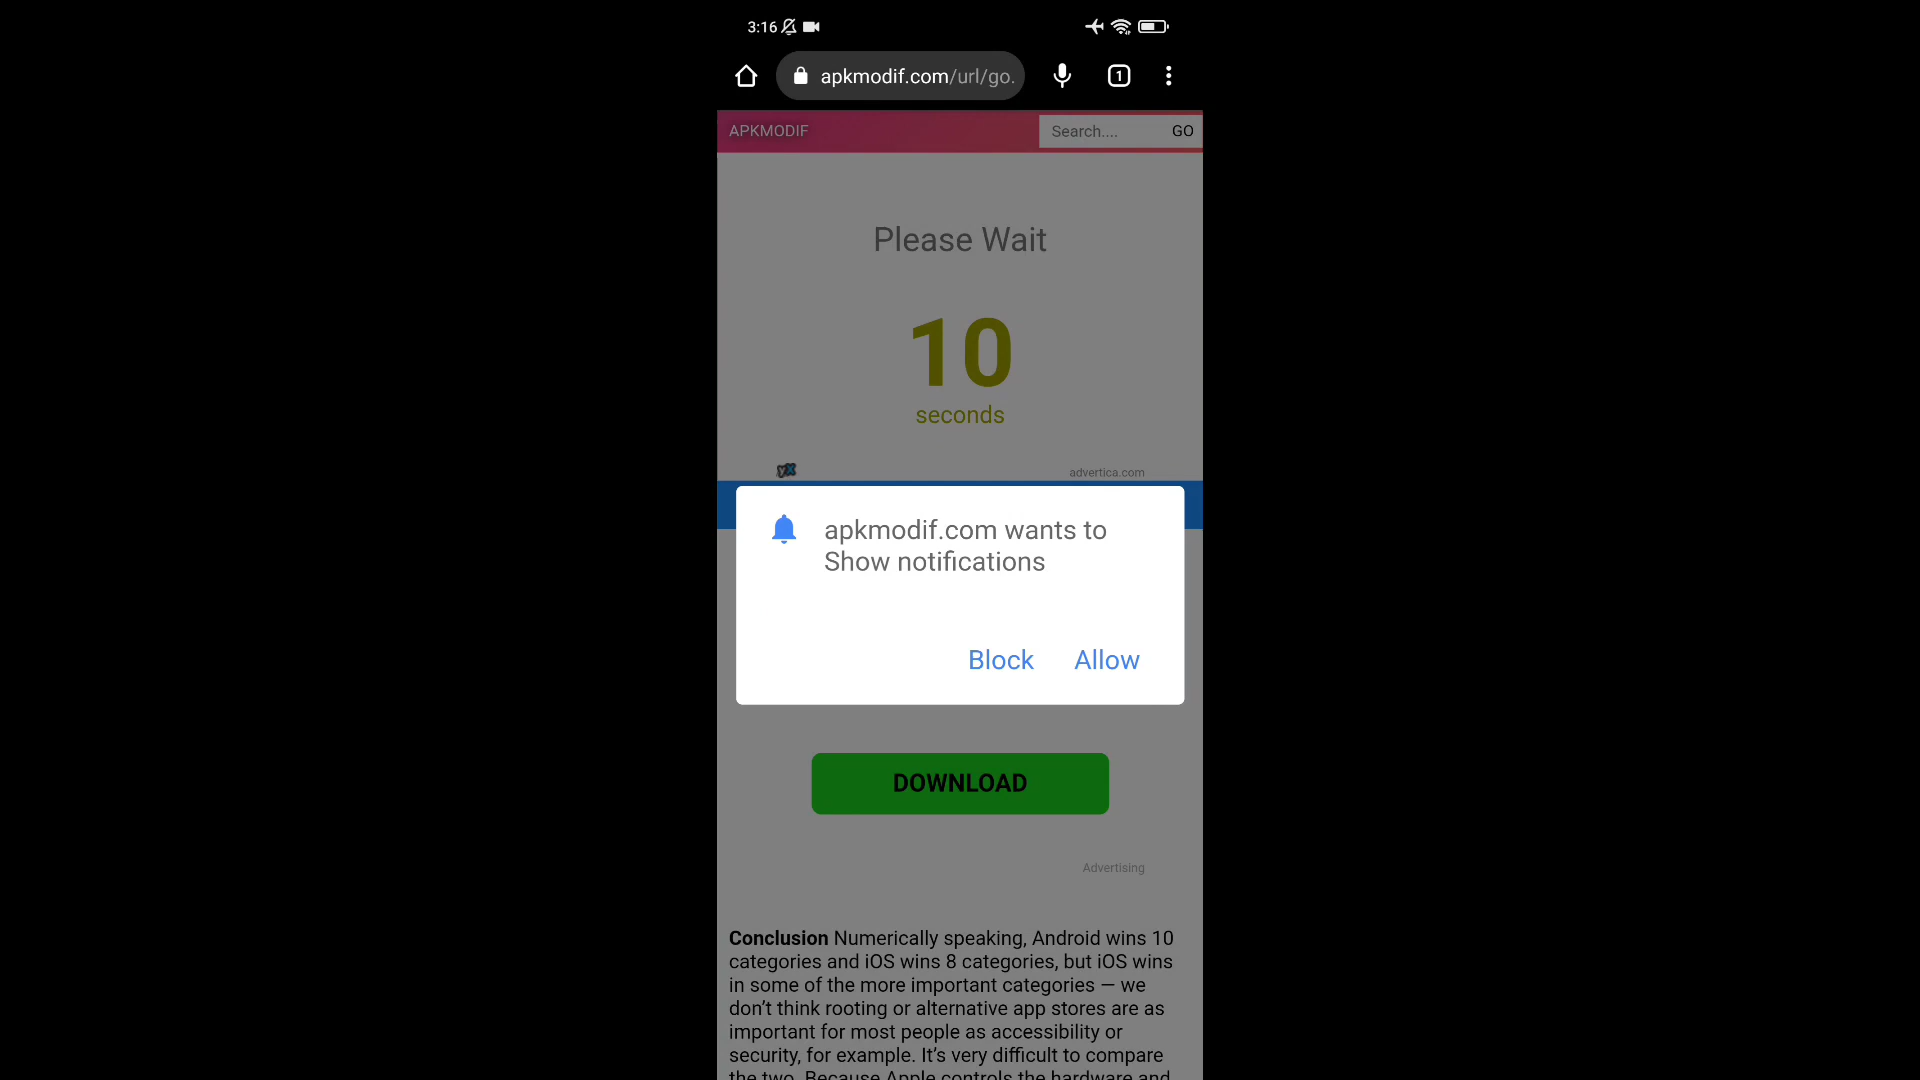 3:16
apkmodif.com/url/go.
1
APKMODIF
Search....
GO
Please Wait
10
seconds
advertica.com
apkmodif.com wants to
Show notifications
Block
Allow
DOWNLOAD
Advertising
Conclusion Numerically speaking, Android wins 10
categories and iOS wins 8 categories, but iOS wins
in some of the more important categories — we
don’t think rooting or alternative app stores are as
important for most people as accessibility or
security, for example. It’s very difficult to compare
the two. Because Apple controls the hardware and